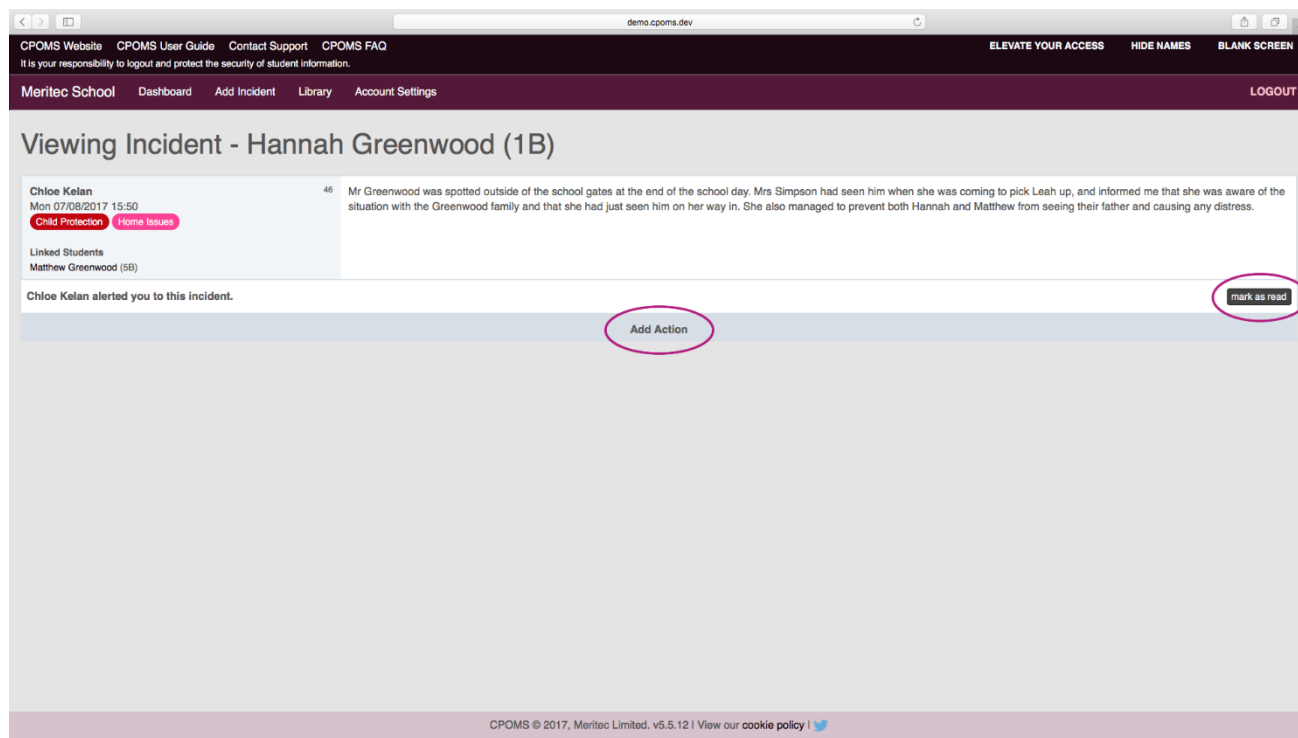 demo.cpoms.dev
CPOMS Website CPOMS User Guide Contact Support CPOMS FAQ ELEVATE YOUR ACCESS HIDE NAMES BLANK SCREEN
It is your responsibility to logout and protect the security of student information.
Meritec School Dashboard Add Incident Library Account Settings LOGOUT
Viewing Incident - Hannah Greenwood (1B)
Chloe Kelan 46
Mon 07/08/2017 15:50
Child Protection Home Issues
Linked Students
Matthew Greenwood (5B)
Mr Greenwood was spotted outside of the school gates at the end of the school day. Mrs Simpson had seen him when she was coming to pick Leah up, and informed me that she was aware of the
situation with the Greenwood family and that she had just seen him on her way in. She also managed to prevent both Hannah and Matthew from seeing their father and causing any distress.
Chloe Kelan alerted you to this incident. mark as read
Add Action
CPOMS © 2017, Meritec Limited. v5.5.12 | View our cookie policy |